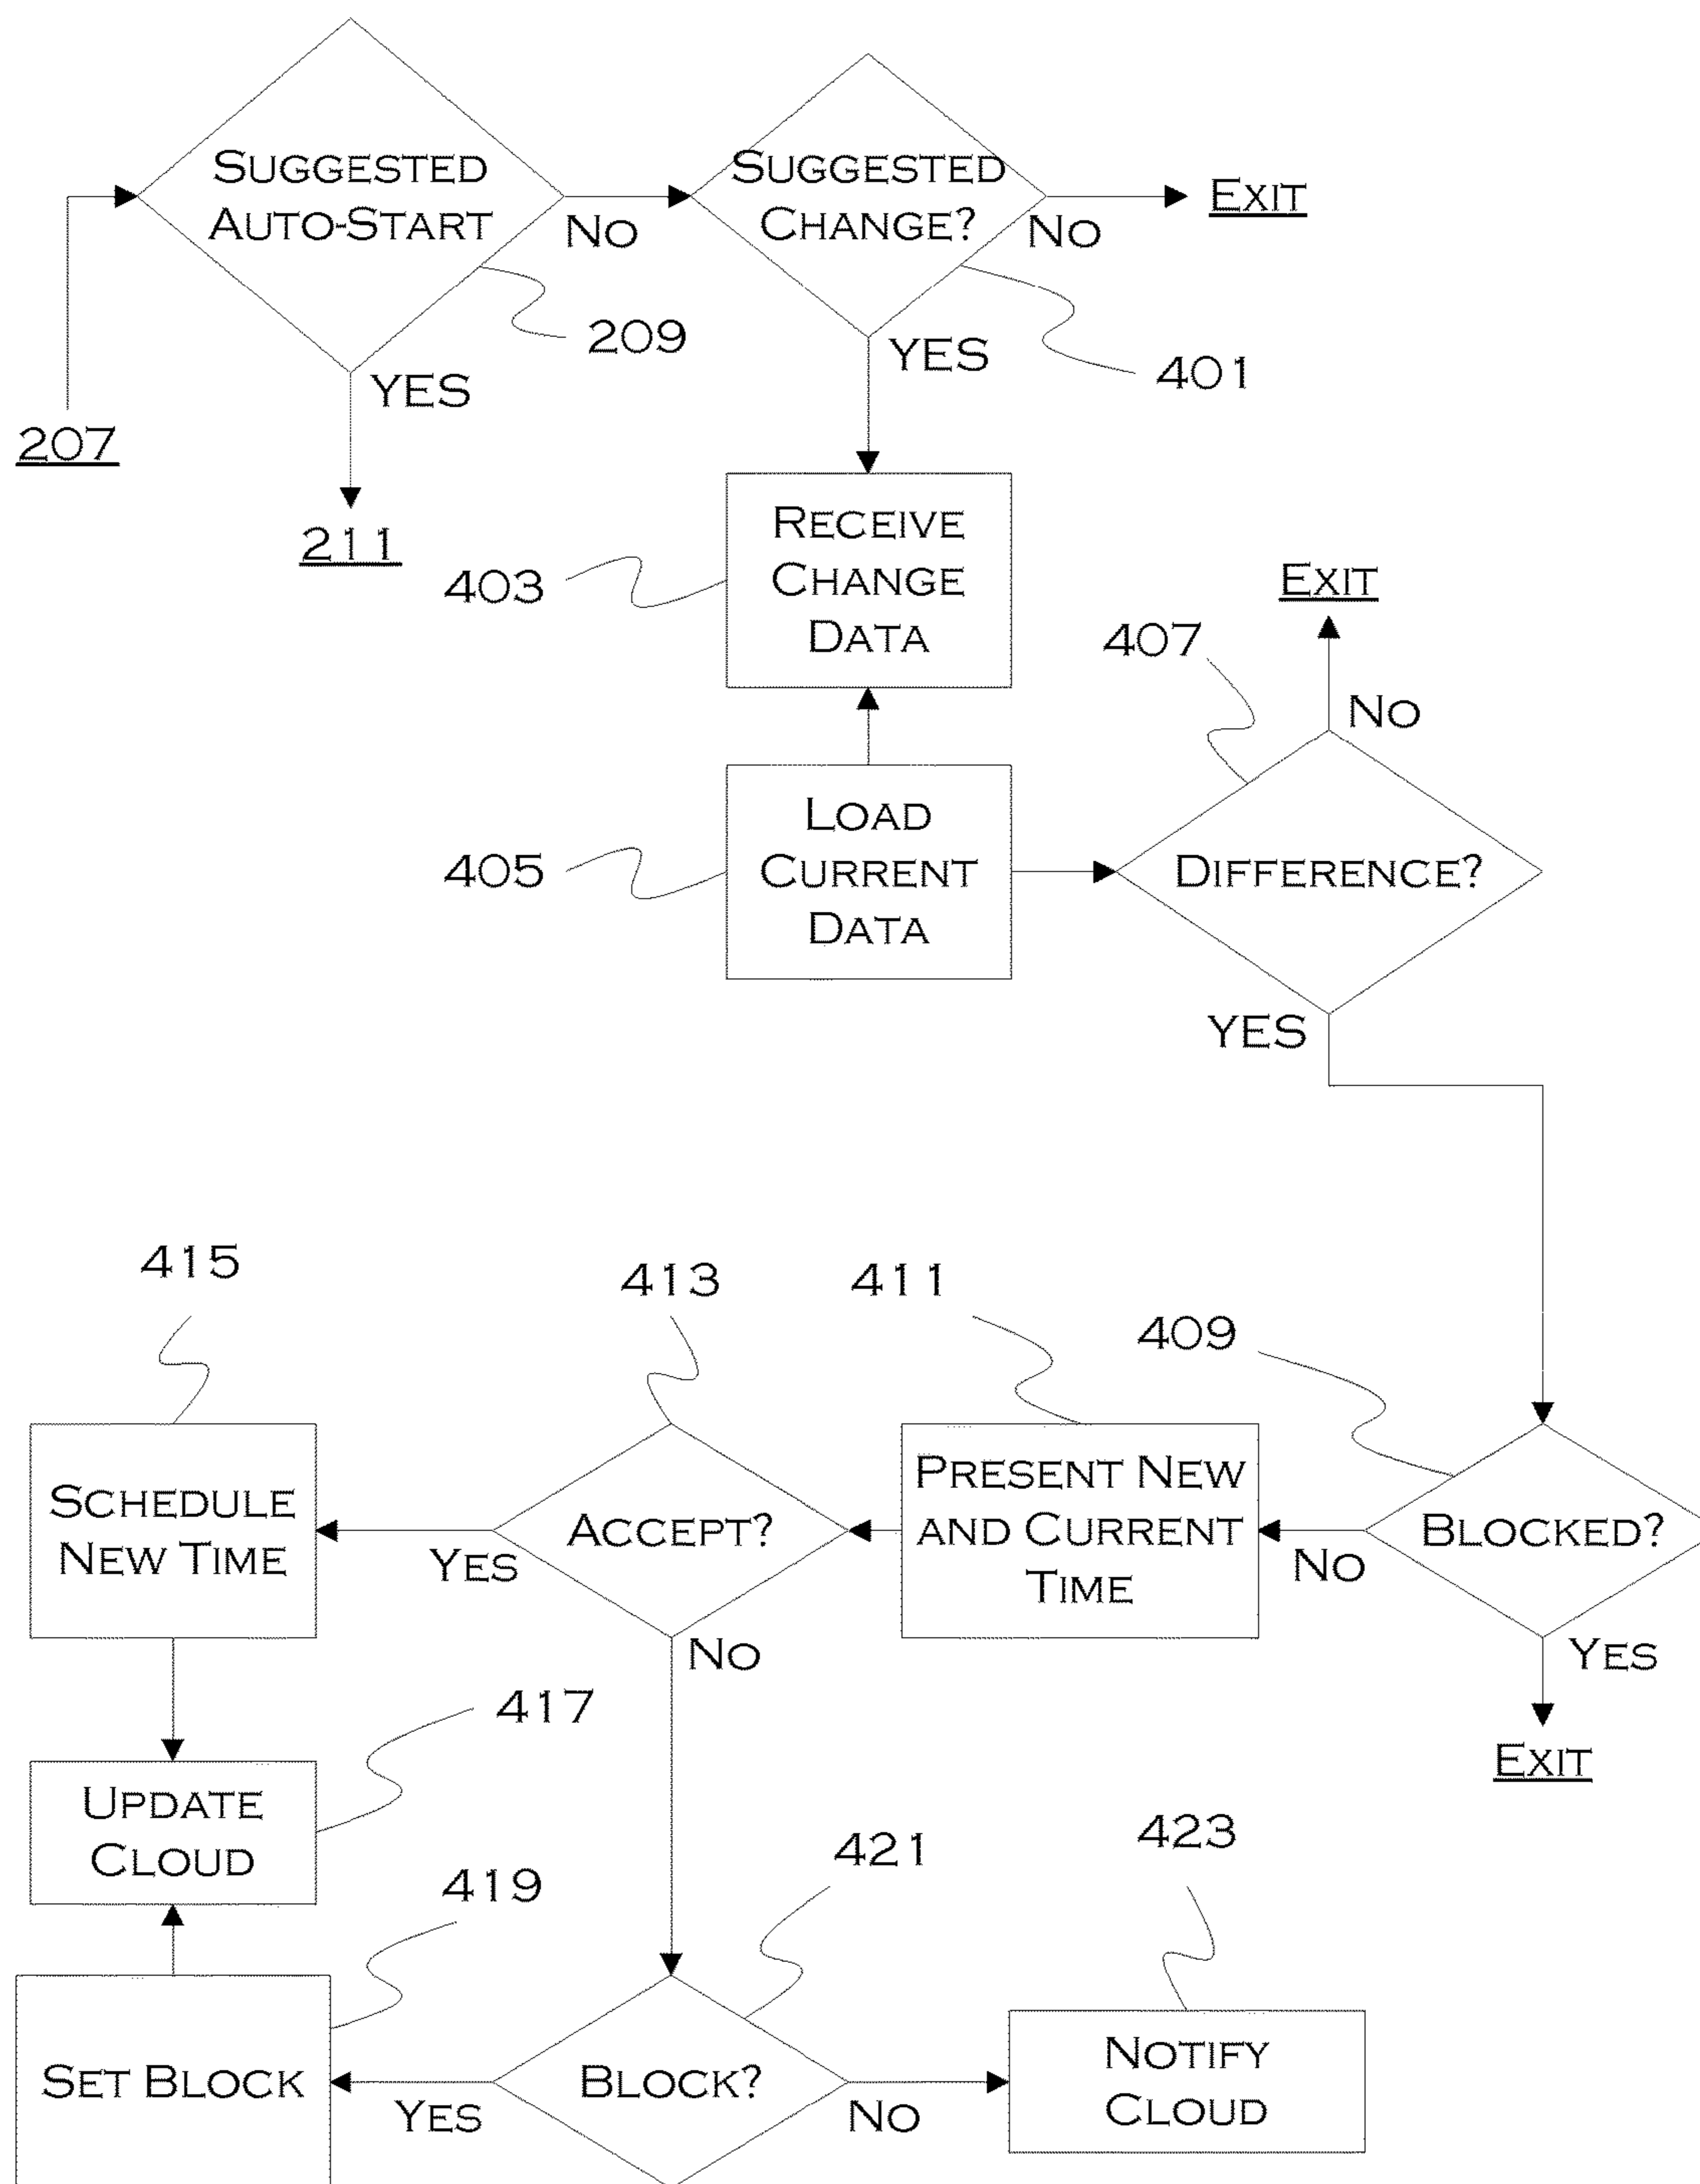 SUGGESTED
AUTO-START
NO
209
YES
207
211
SUGGESTED
CHANGE?
NO
EXIT
401
YES
RECEIVE
CHANGE
DATA
403
EXIT
407
NO
LOAD
CURRENT
DATA
405
DIFFERENCE?
YES
415
413
411
409
SCHEDULE
NEW TIME
YES
ACCEPT?
PRESENT NEW
AND CURRENT
TIME
NO
BLOCKED?
NO
YES
EXIT
417
UPDATE
CLOUD
419
421
423
SET BLOCK
YES
BLOCK?
NO
NOTIFY
CLOUD